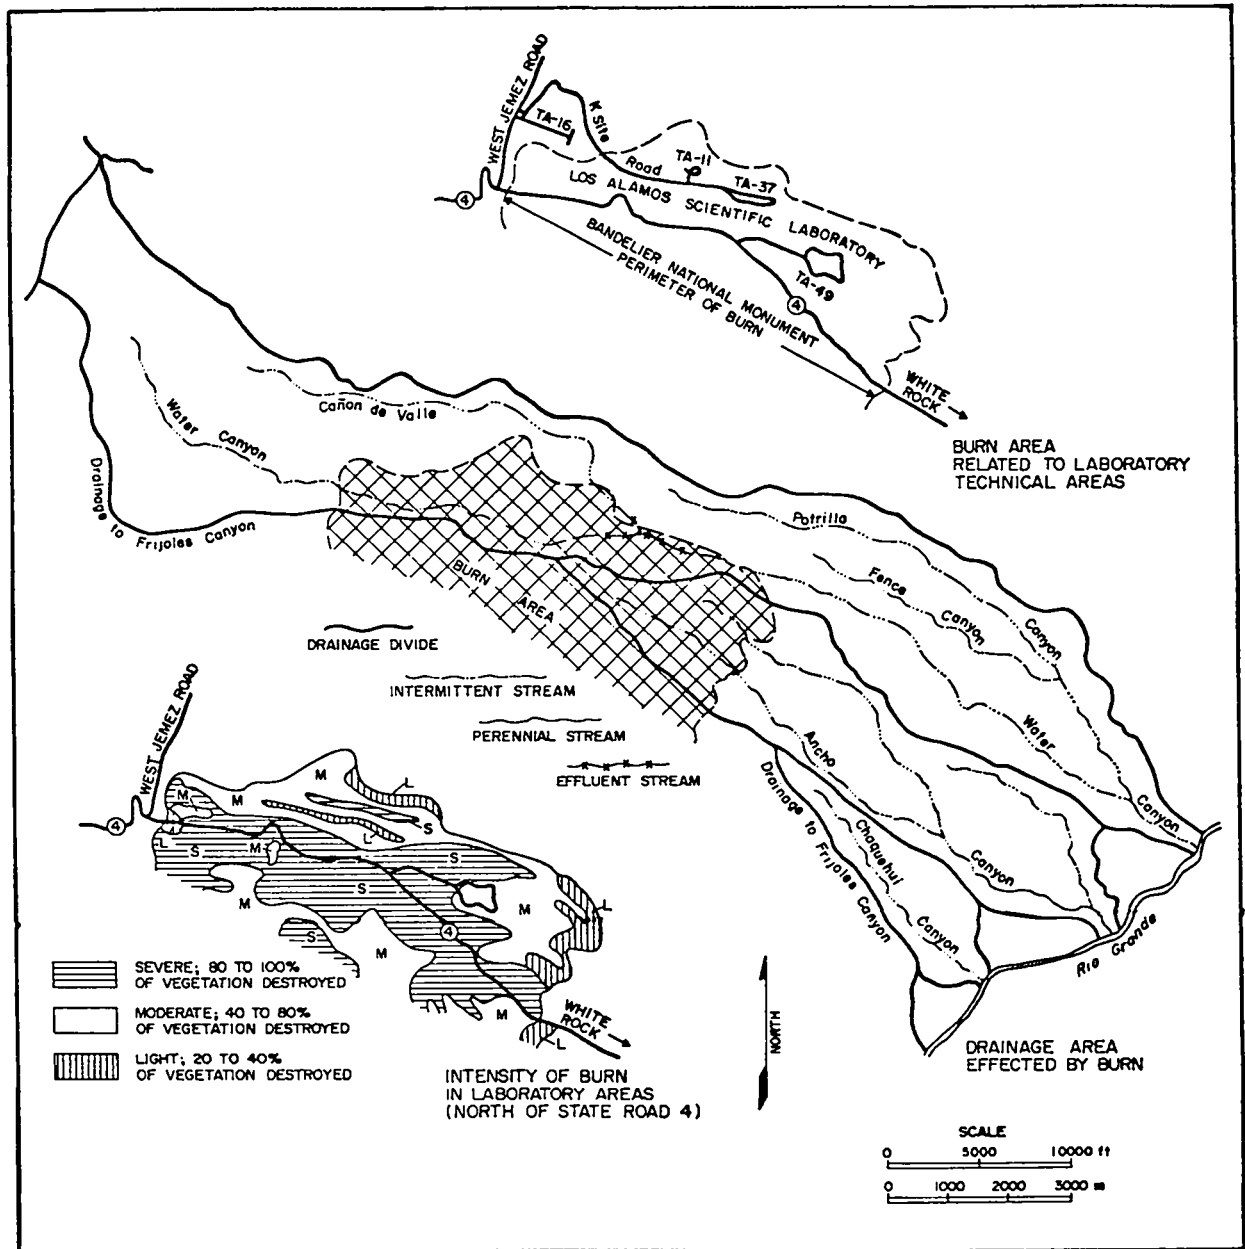 WEST JEMEZ ROAD
K Site
Road
TA-16
TA-11
TA-37
4
LOS ALAMOS SCIENTIFIC LABORATORY
BANDELIER NATIONAL MONUMENT
PERIMETER OF BURN
TA-49
4
WHITE
ROCK
BURN AREA
RELATED TO LABORATORY
TECHNICAL AREAS
Cañon de Valle
Water Canyon
Drainage to Frijoles Canyon
BURN AREA
Potrillo
Canyon
Fence
Canyon
Water
Canyon
Ancho
Canyon
Chaquehui
Canyon
Drainage to Frijoles Canyon
Rio Grande
DRAINAGE DIVIDE
INTERMITTENT STREAM
PERENNIAL STREAM
EFFLUENT STREAM
WEST JEMEZ ROAD
4
M
M
M
L
S
L
L
S
M
S
S
M
M
L
S
M
4
M
L
WHITE
ROCK
SEVERE; 80 TO 100%
OF VEGETATION DESTROYED
MODERATE; 40 TO 80%
OF VEGETATION DESTROYED
LIGHT; 20 TO 40%
OF VEGETATION DESTROYED
INTENSITY OF BURN
IN LABORATORY AREAS
(NORTH OF STATE ROAD 4)
NORTH
DRAINAGE AREA
EFFECTED BY BURN
SCALE
0 5000 10000 ft
0 1000 2000 3000 m